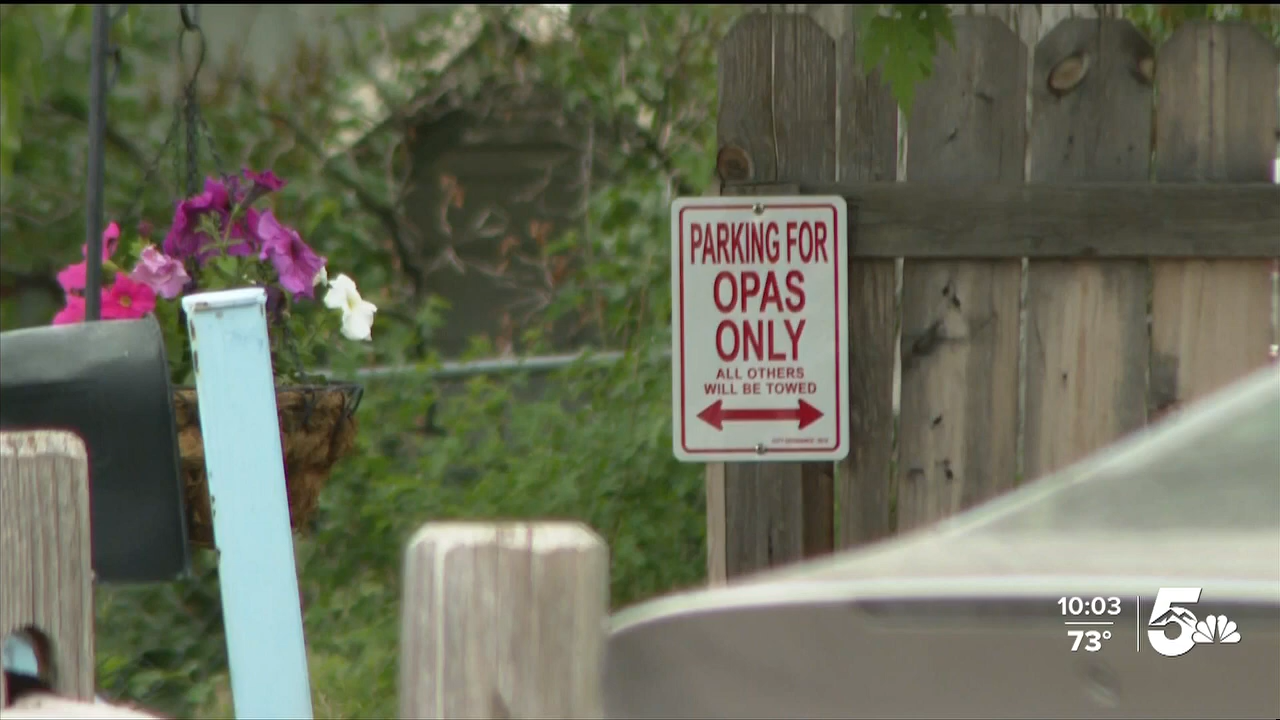 PARKING FOR
OPAS
ONLY
ALL OTHERS
WILL BE TOWED
10:03
73°
5